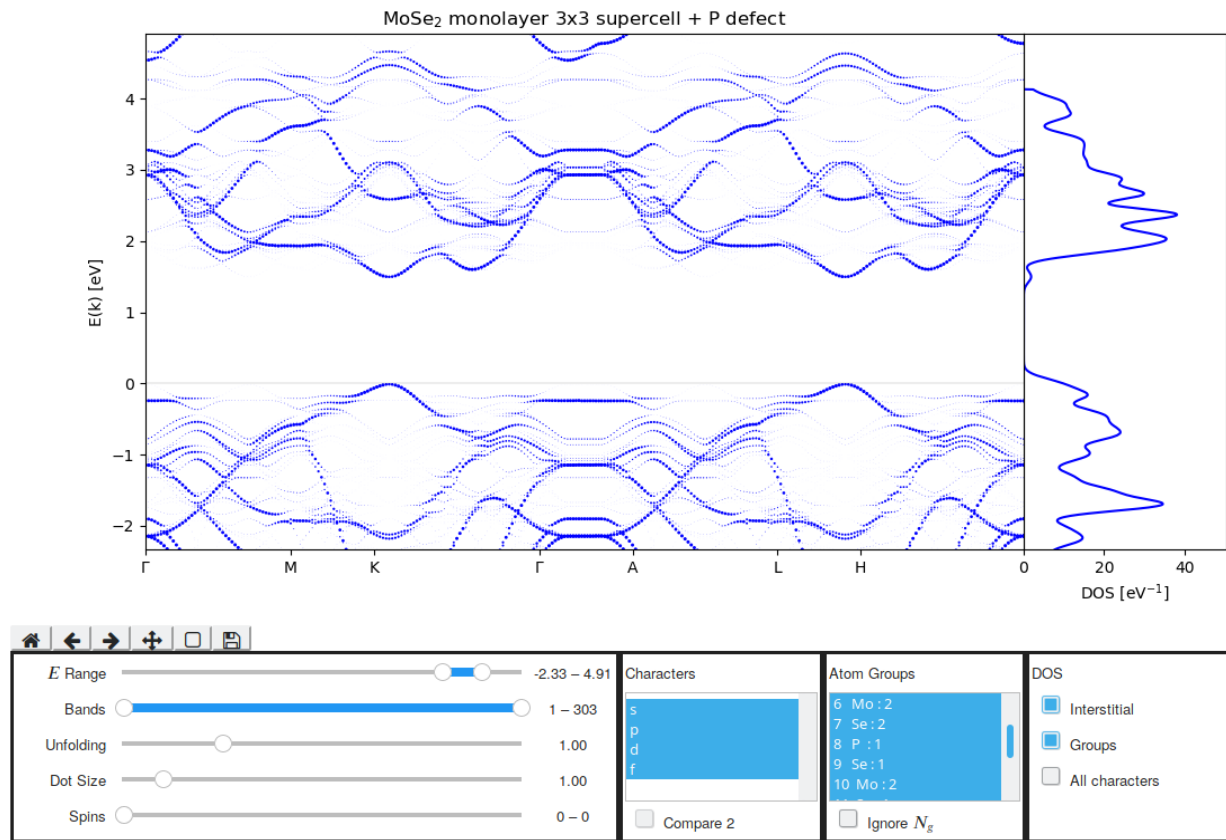 MoSe₂ monolayer 3x3 supercell + P defect
E(k) [eV]
4
3
2
1
0
−1
−2
Γ M K Γ A L H
0 20 40
DOS [eV⁻¹]
E Range -2.33 – 4.91
Bands 1 – 303
Unfolding 1.00
Dot Size 1.00
Spins 0 – 0
Characters
s
p
d
f
Compare 2
Atom Groups
6 Mo : 2
7 Se : 2
8 P : 1
9 Se : 1
10 Mo : 2
Ignore N_g
DOS
Interstitial
Groups
All characters